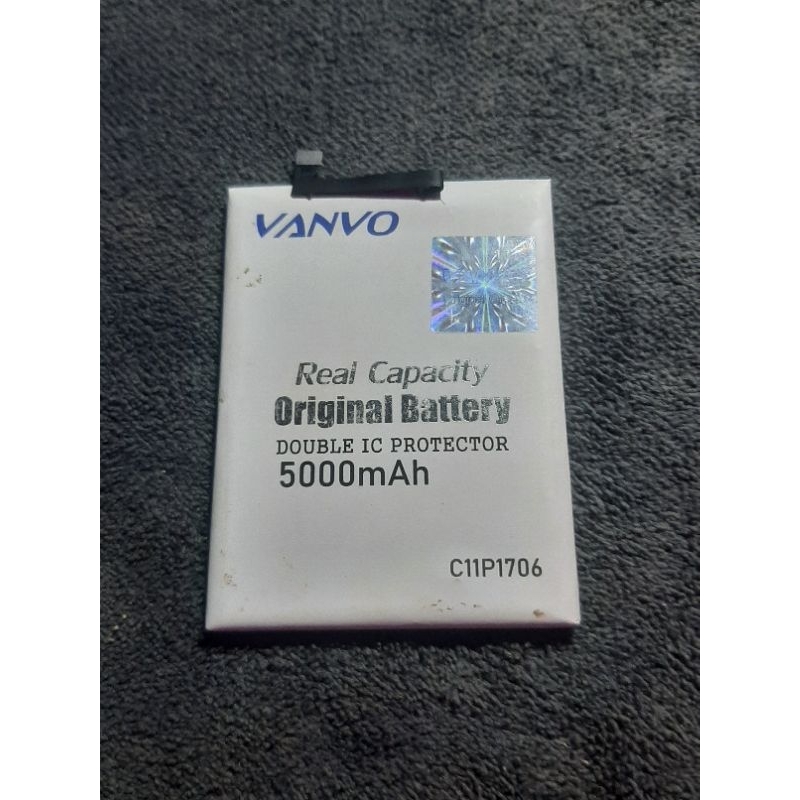 VANVO
Real Capacity
Original Battery
DOUBLE IC PROTECTOR
5000mAh
C11P1706